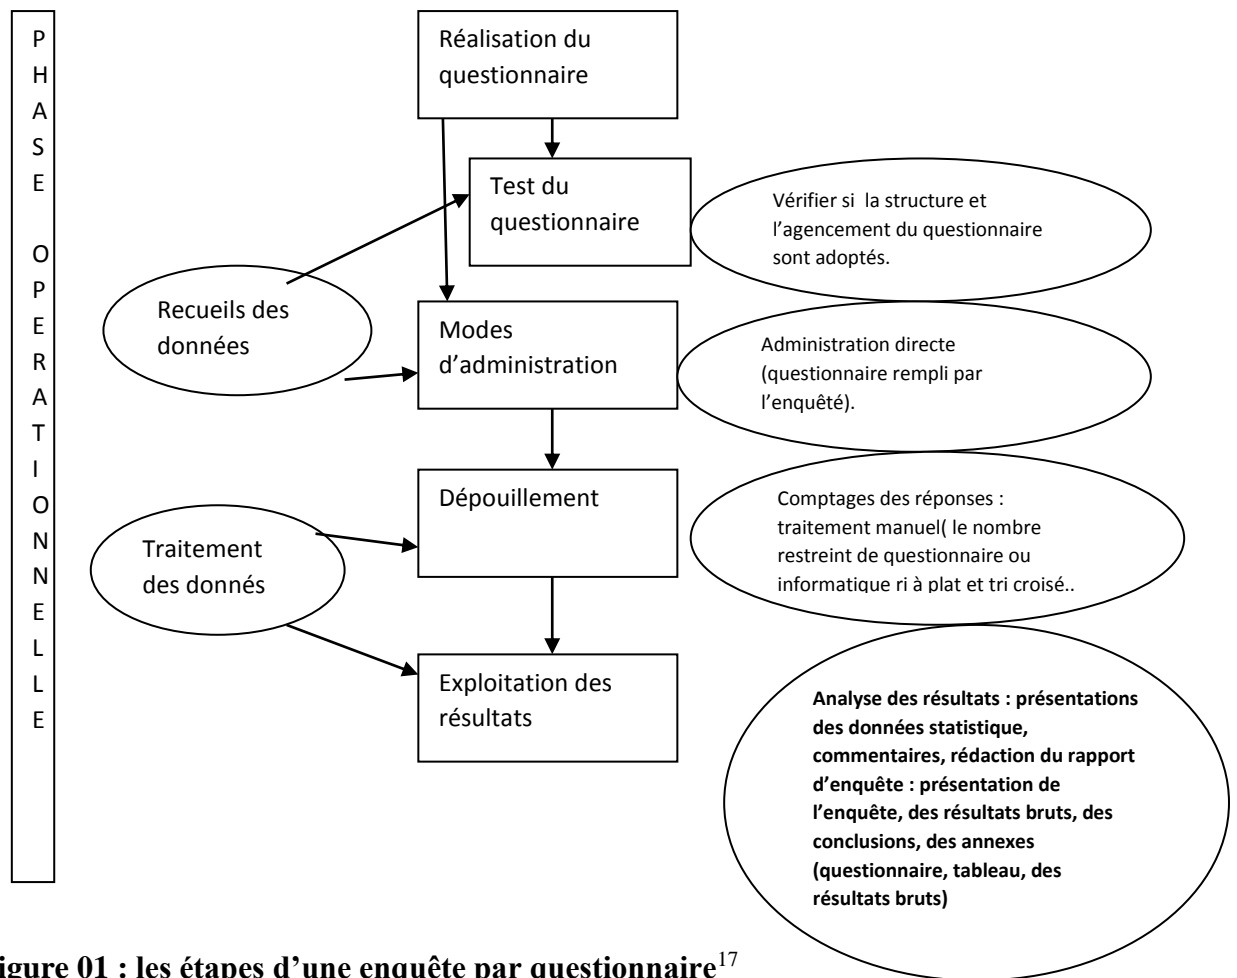 PHASE OPERATIONNELLE
Réalisation du
questionnaire
Test du
questionnaire
Vérifier si la structure et
l’agencement du questionnaire
sont adoptés.
Recueils des
données
Modes
d’administration
Administration directe
(questionnaire rempli par
l’enquêté).
Dépouillement
Comptages des réponses :
traitement manuel( le nombre
restreint de questionnaire ou
informatique ri à plat et tri croisé..
Traitement
des donnés
Exploitation des
résultats
Analyse des résultats : présentations
des données statistique,
commentaires, rédaction du rapport
d’enquête : présentation de
l’enquête, des résultats bruts, des
conclusions, des annexes
(questionnaire, tableau, des
résultats bruts)
igure 01 : les étapes d’une enquête par questionnaire17